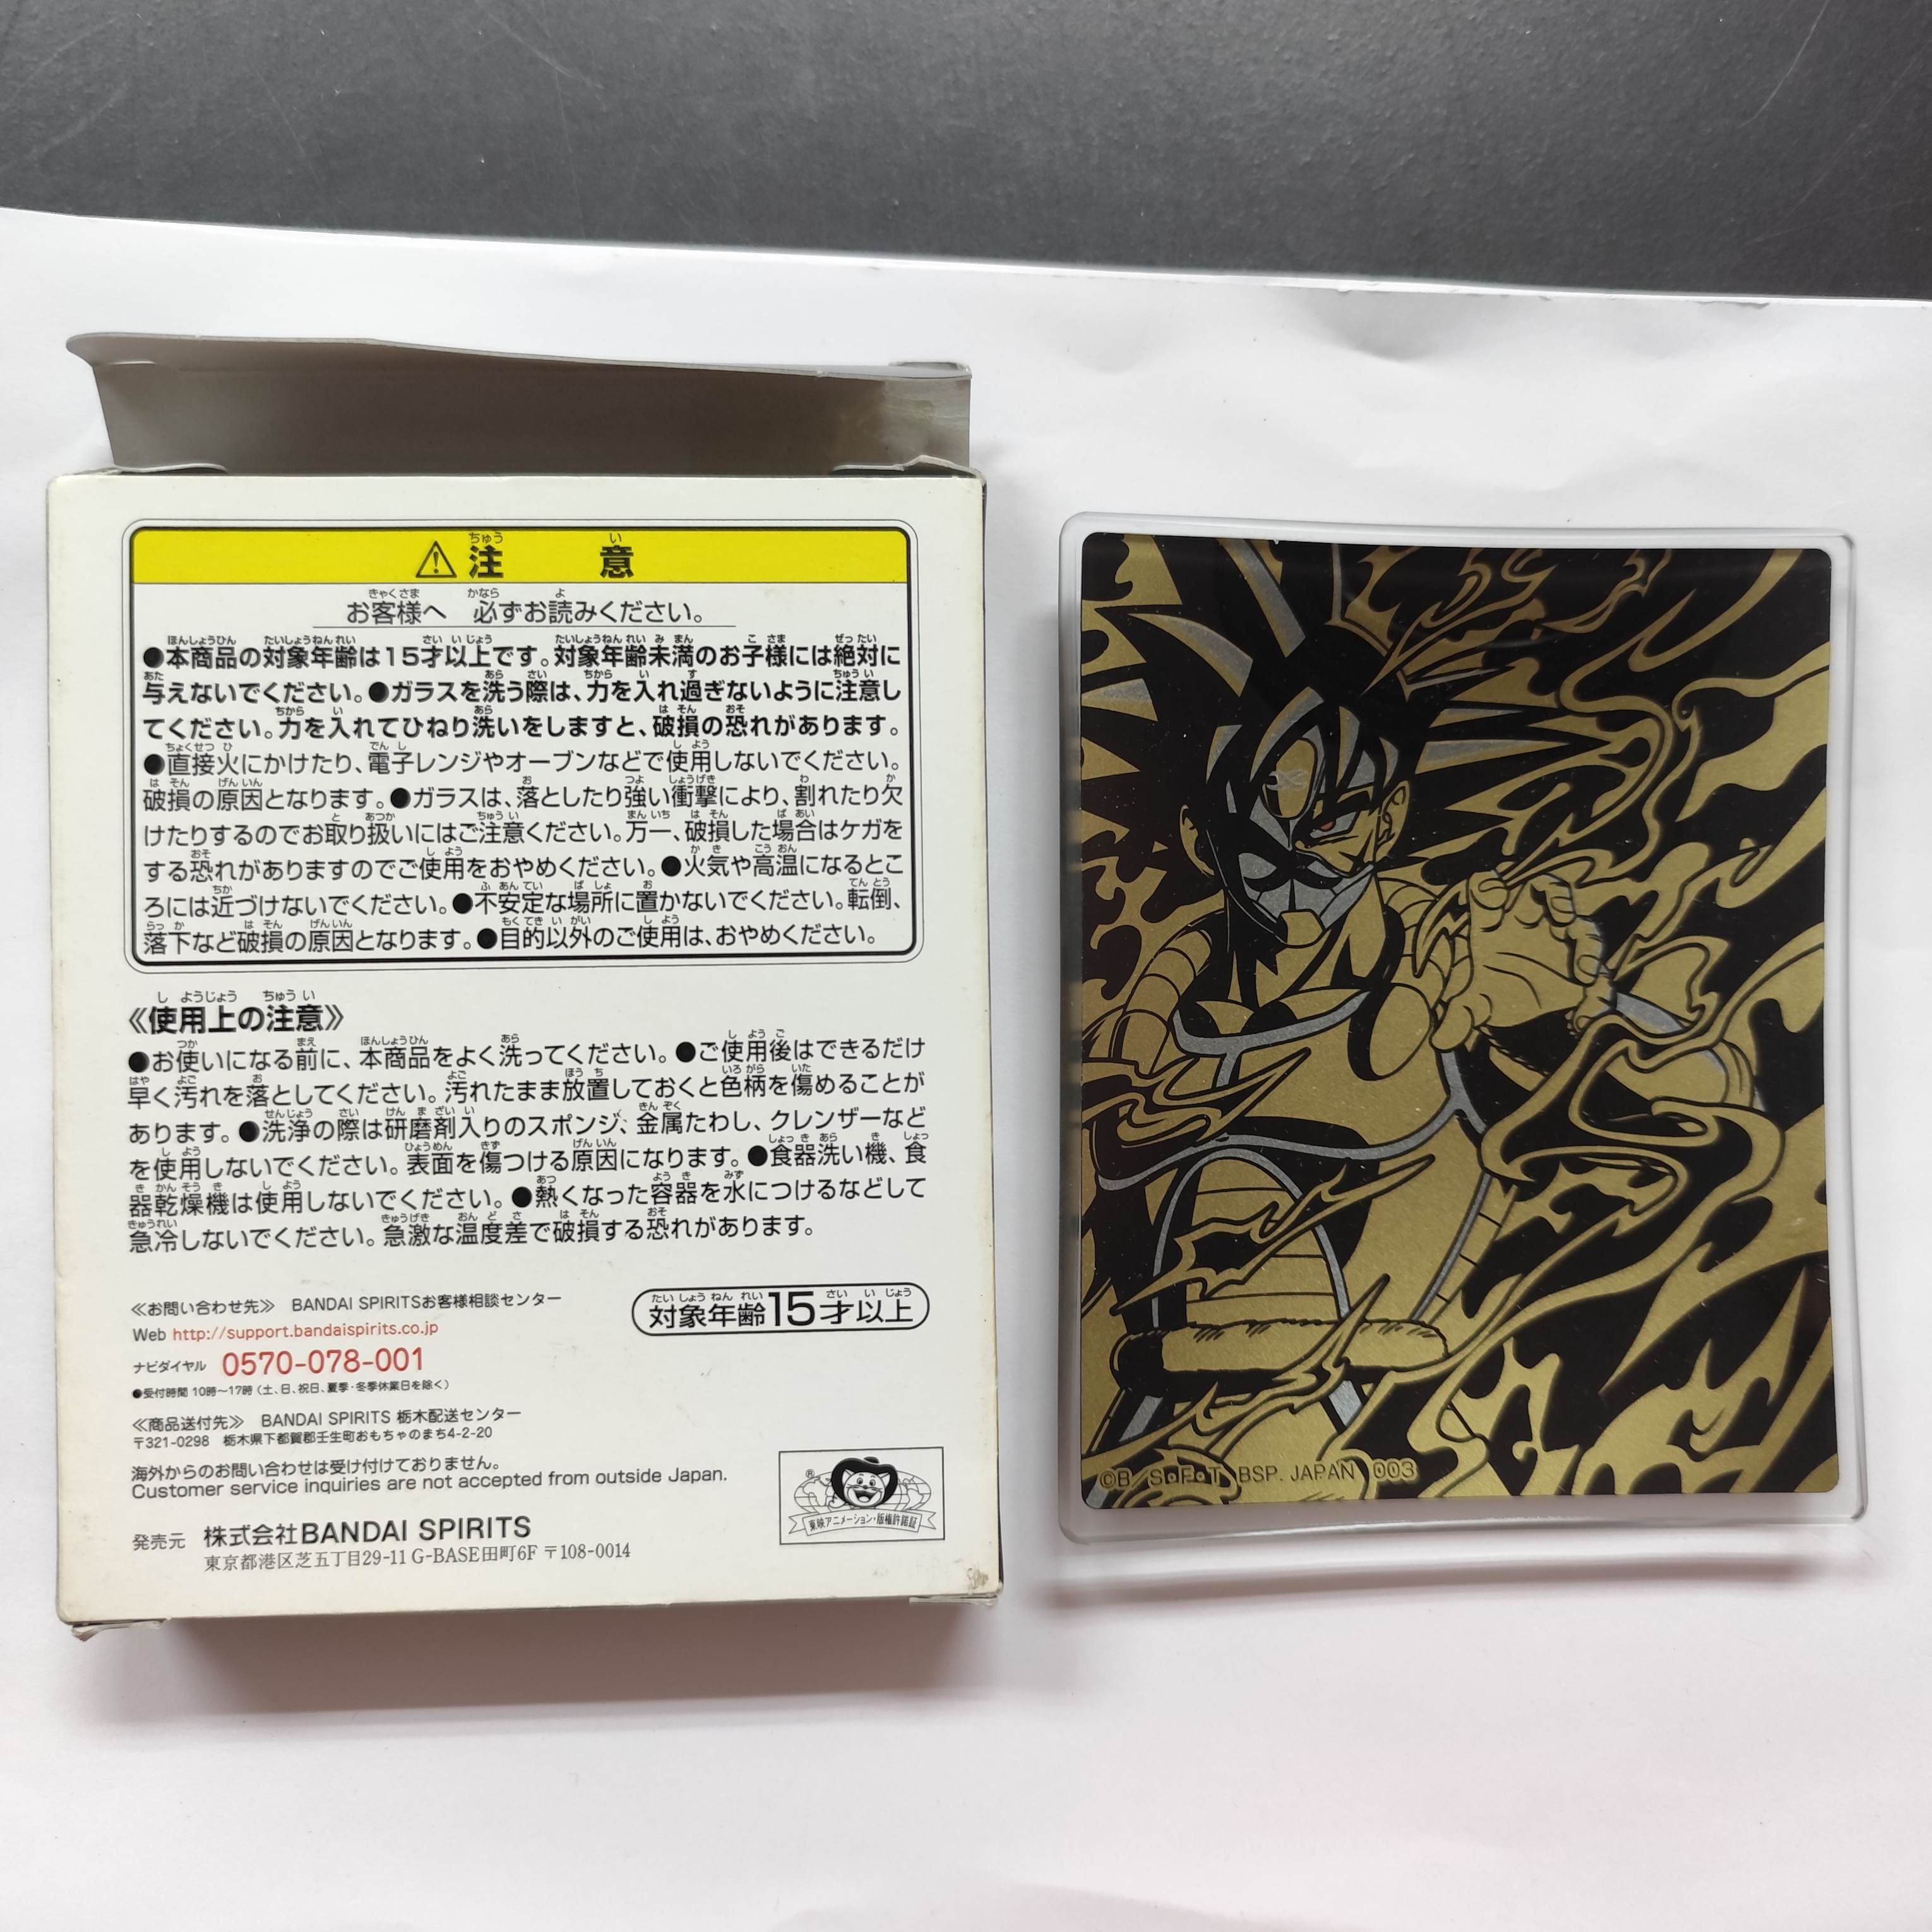 ⚠注意
お客様へ 必ずお読みください。
●本商品の対象年齢は15才以上です。対象年齢未満のお子様には絶対に
与えないでください。●ガラスを洗う際は、力を入れ過ぎないように注意し
てください。力を入れてひねり洗いをしますと、破損の恐れがあります。
●直接火にかけたり、電子レンジやオーブンなどで使用しないでください。
破損の原因となります。●ガラスは、落としたり強い衝撃により、割れたり欠
けたりするのでお取り扱いにはご注意ください。万一、破損した場合はケガを
する恐れがありますのでご使用をおやめください。●火気や高温になるとこ
ろには近づけないでください。●不安定な場所に置かないでください。転倒、
落下など破損の原因となります。●目的以外のご使用は、おやめください。
《使用上の注意》
●お使いになる前に、本商品をよく洗ってください。●ご使用後はできるだけ
早く汚れを落としてください。汚れたまま放置しておくと色柄を傷めることが
あります。●洗浄の際は研磨剤入りのスポンジ、金属たわし、クレンザーなど
を使用しないでください。表面を傷つける原因になります。●食器洗い機、食
器乾燥機は使用しないでください。●熱くなった容器を水につけるなどして
急冷しないでください。急激な温度差で破損する恐れがあります。
≪お問い合わせ先≫ BANDAI SPIRITSお客様相談センター
Web http://support.bandaispirits.co.jp
ナビダイヤル 0570-078-001
●受付時間 10時～17時(土、日、祝日、夏季・冬季休業日を除く)
対象年齢15才以上
≪商品送付先≫ BANDAI SPIRITS 栃木配送センター
〒321-0298 栃木県下都賀郡壬生町おもちゃのまち4-2-20
海外からのお問い合わせは受け付けておりません。
Customer service inquiries are not accepted from outside Japan.
発売元 株式会社BANDAI SPIRITS
東京都港区芝五丁目29-11 G-BASE田町6F 〒108-0014
®
東映アニメーション・版権許諾証
©B S・F・T BSP. JAPAN 003